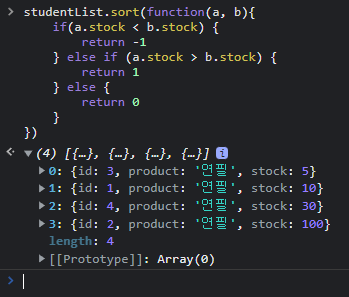 > studentList.sort(function(a, b){
if(a.stock < b.stock) {
return -1
} else if (a.stock > b.stock) {
return 1
} else {
return 0
}
})
(4) [{…}, {…}, {…}, {…}] i
0: {id: 3, product: '연필', stock: 5}
1: {id: 1, product: '연필', stock: 10}
2: {id: 4, product: '연필', stock: 30}
3: {id: 2, product: '연필', stock: 100}
length: 4
[[Prototype]]: Array(0)
>